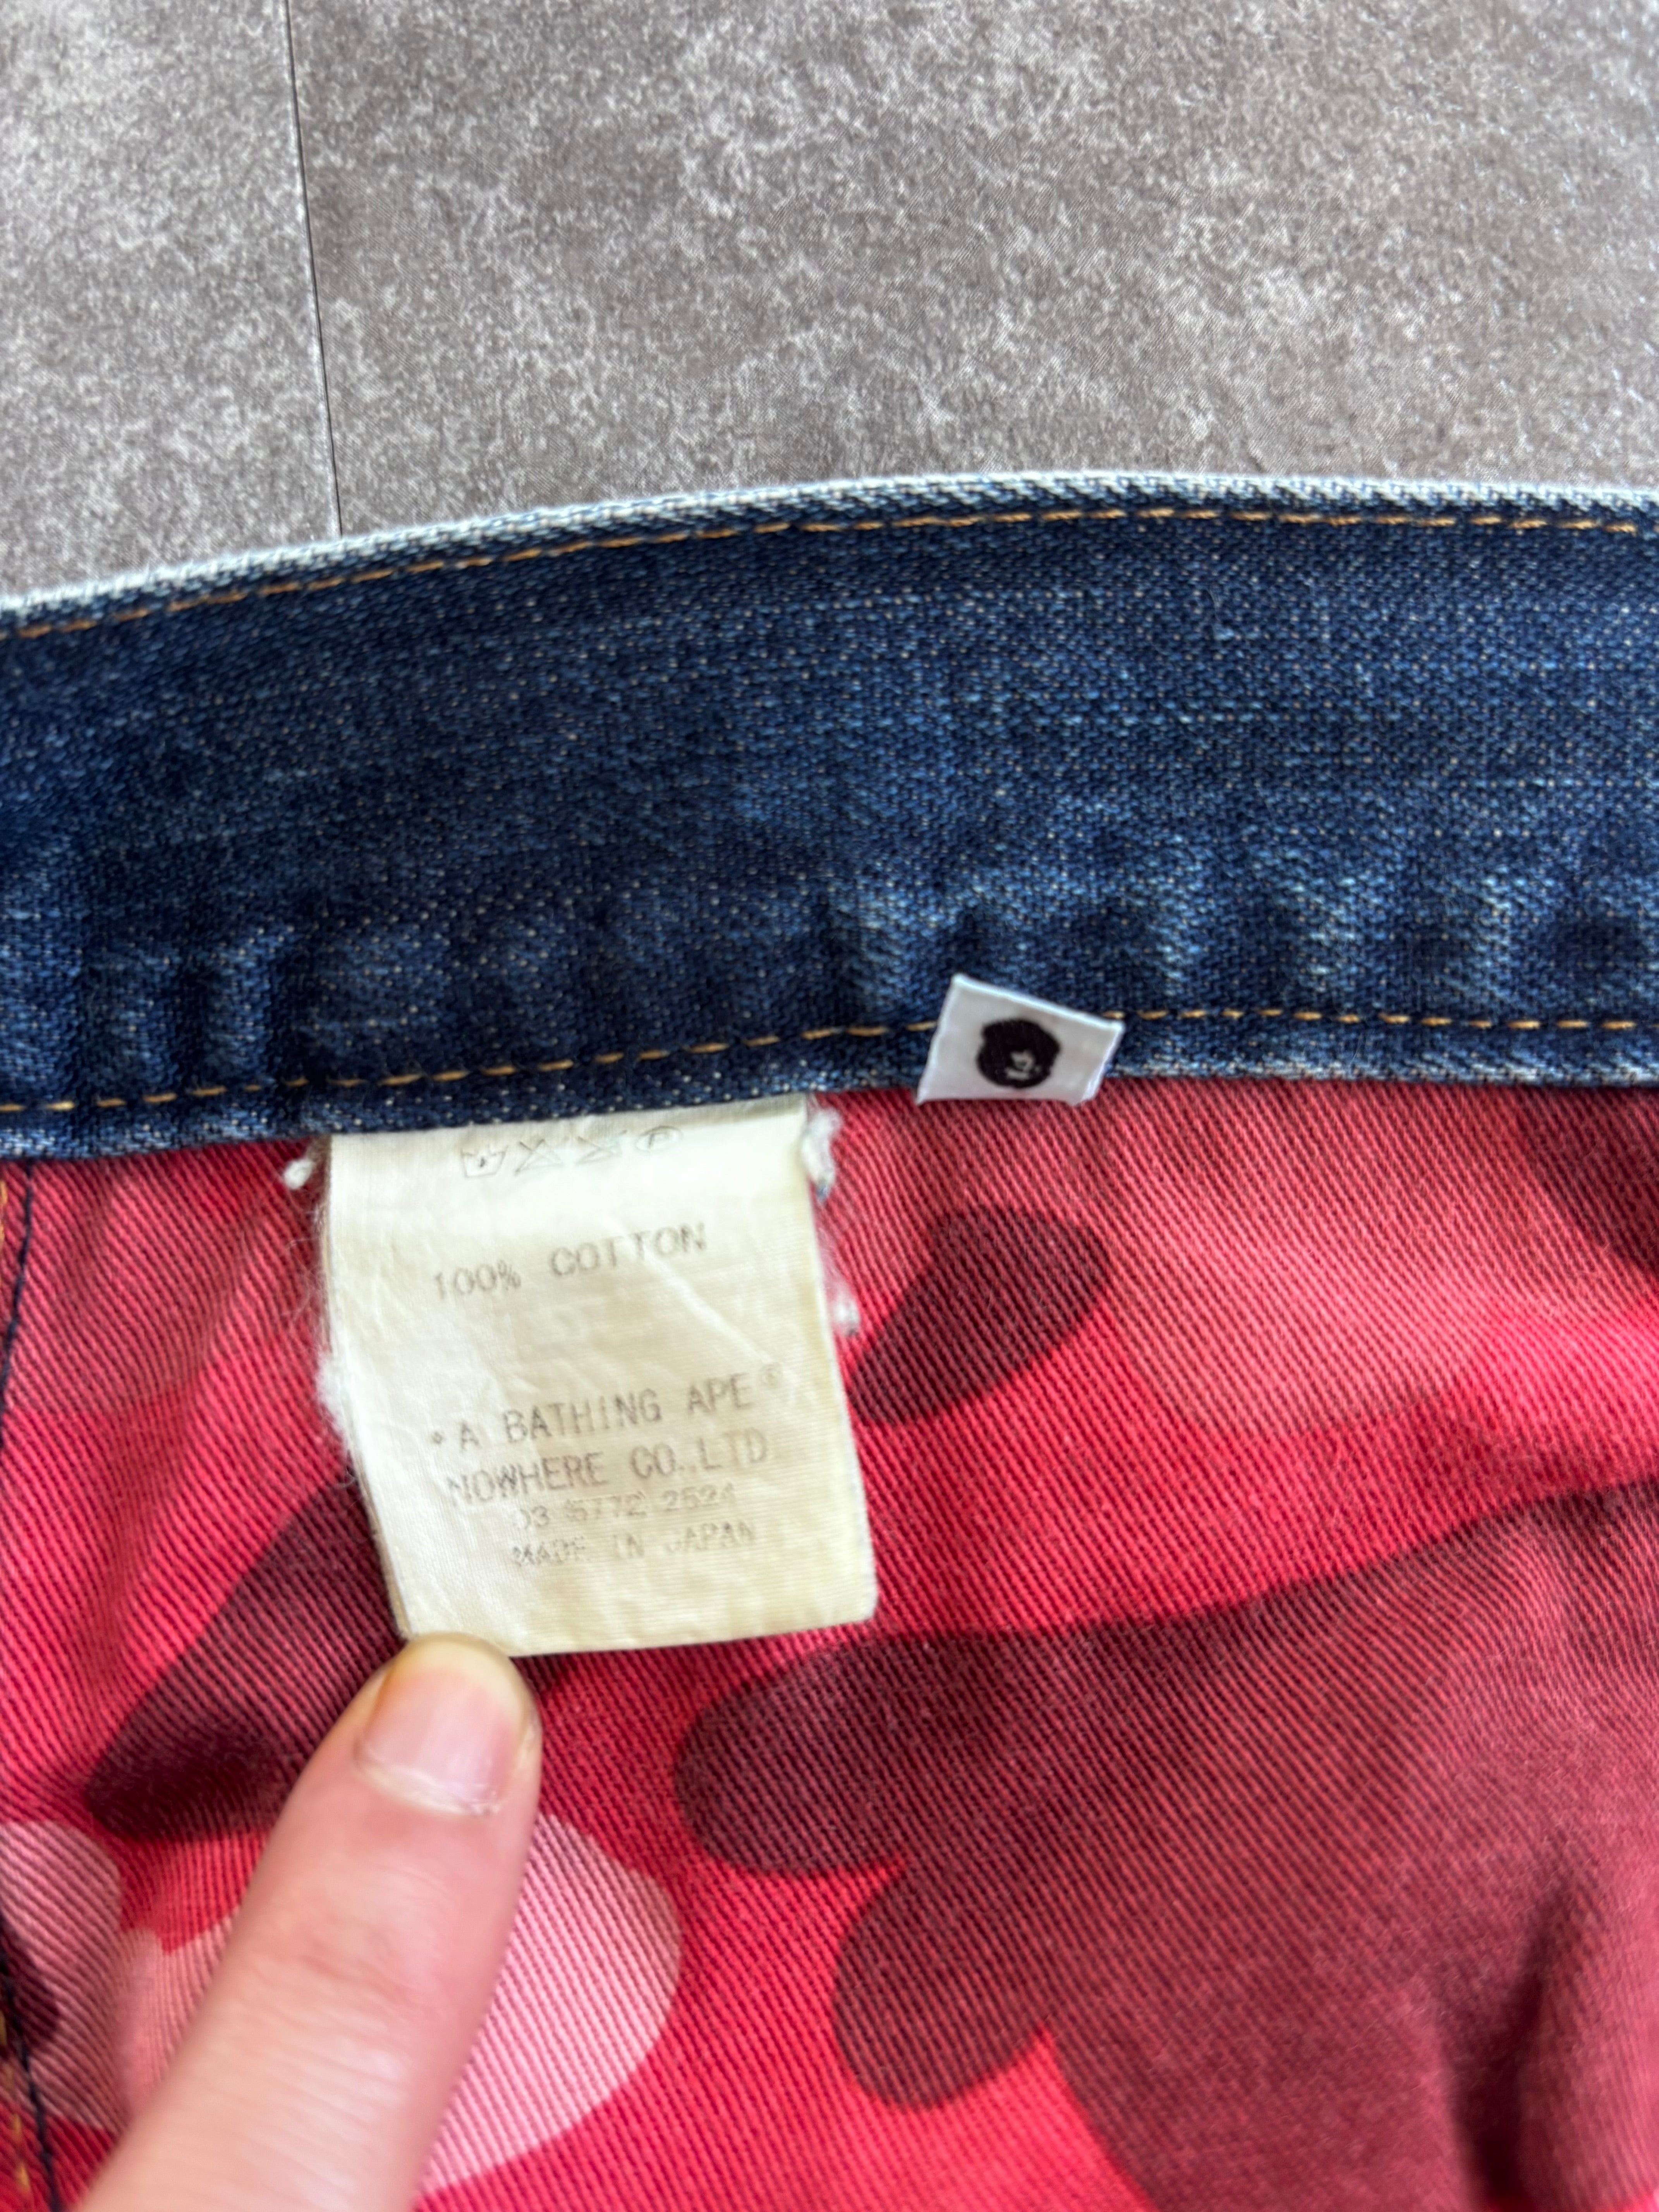 100% COTTON
*A BATHING APE®
NOWHERE CO.,LTD
03 5772 2524
MADE IN JAPAN